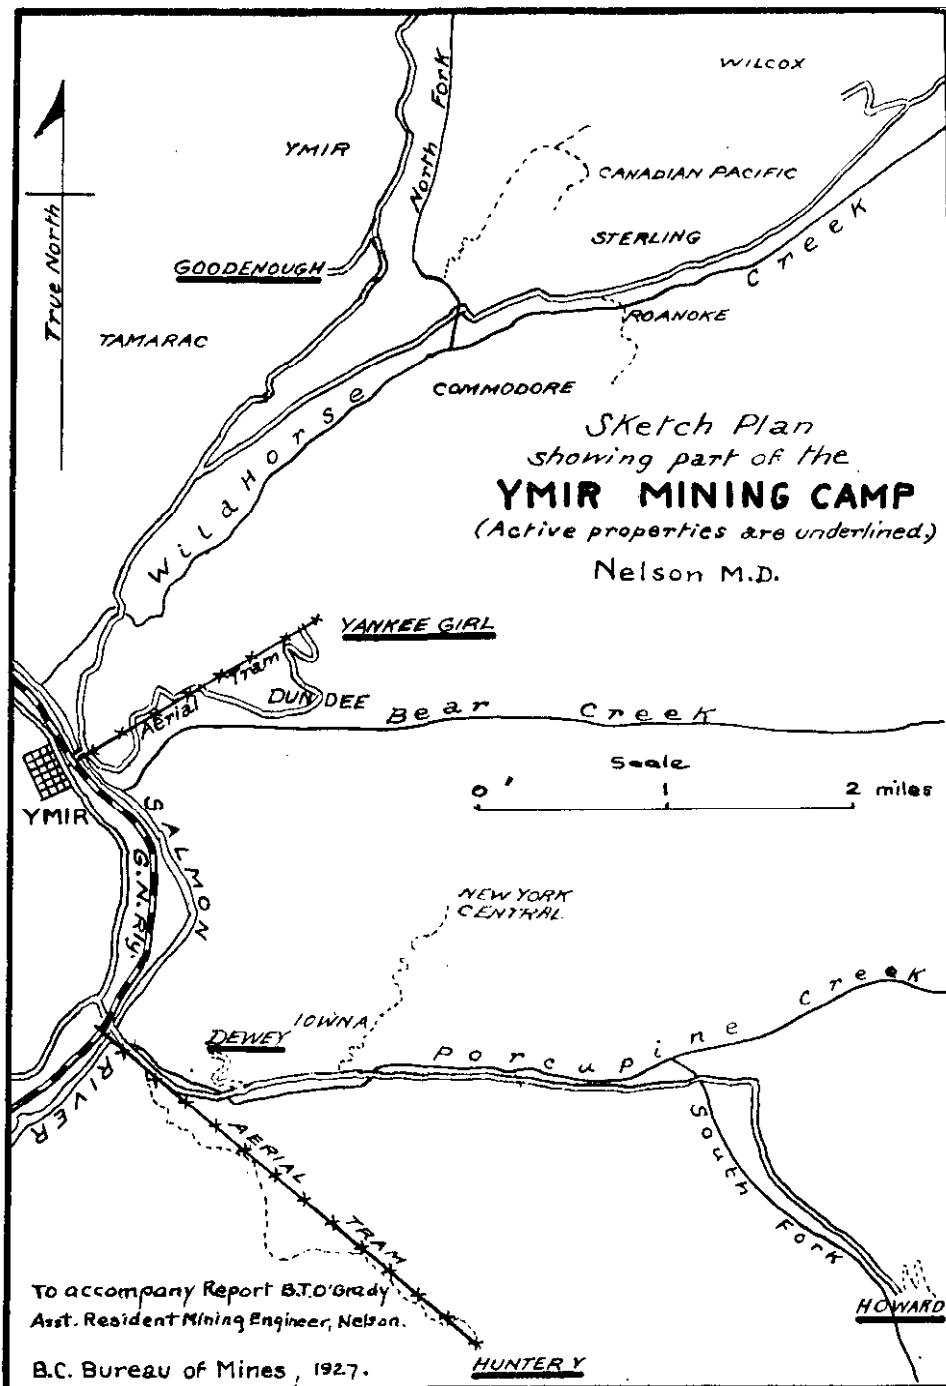 WILCOX
North Fork
YMIR
CANADIAN PACIFIC
True North
STERLING
GOODENOUGH
Creek
ROANOKE
TAMARAC
COMMODORE
Wild Horse
Sketch Plan
showing part of the
YMIR MINING CAMP
(Active properties are underlined.)
Nelson M.D.
YANKEE GIRL
Aerial Tram
DUNDEE
Bear Creek
Scale
0 1 2 miles
YMIR
SALMON
G.N. Rly.
NEW YORK
CENTRAL
IOWNA
DEWEY
Porcupine Creek
RIVER
AERIAL TRAM
South Fork
HOWARD
To accompany Report B.T.O'Grady
Asst. Resident Mining Engineer, Nelson.
B.C. Bureau of Mines, 1927.
HUNTER V